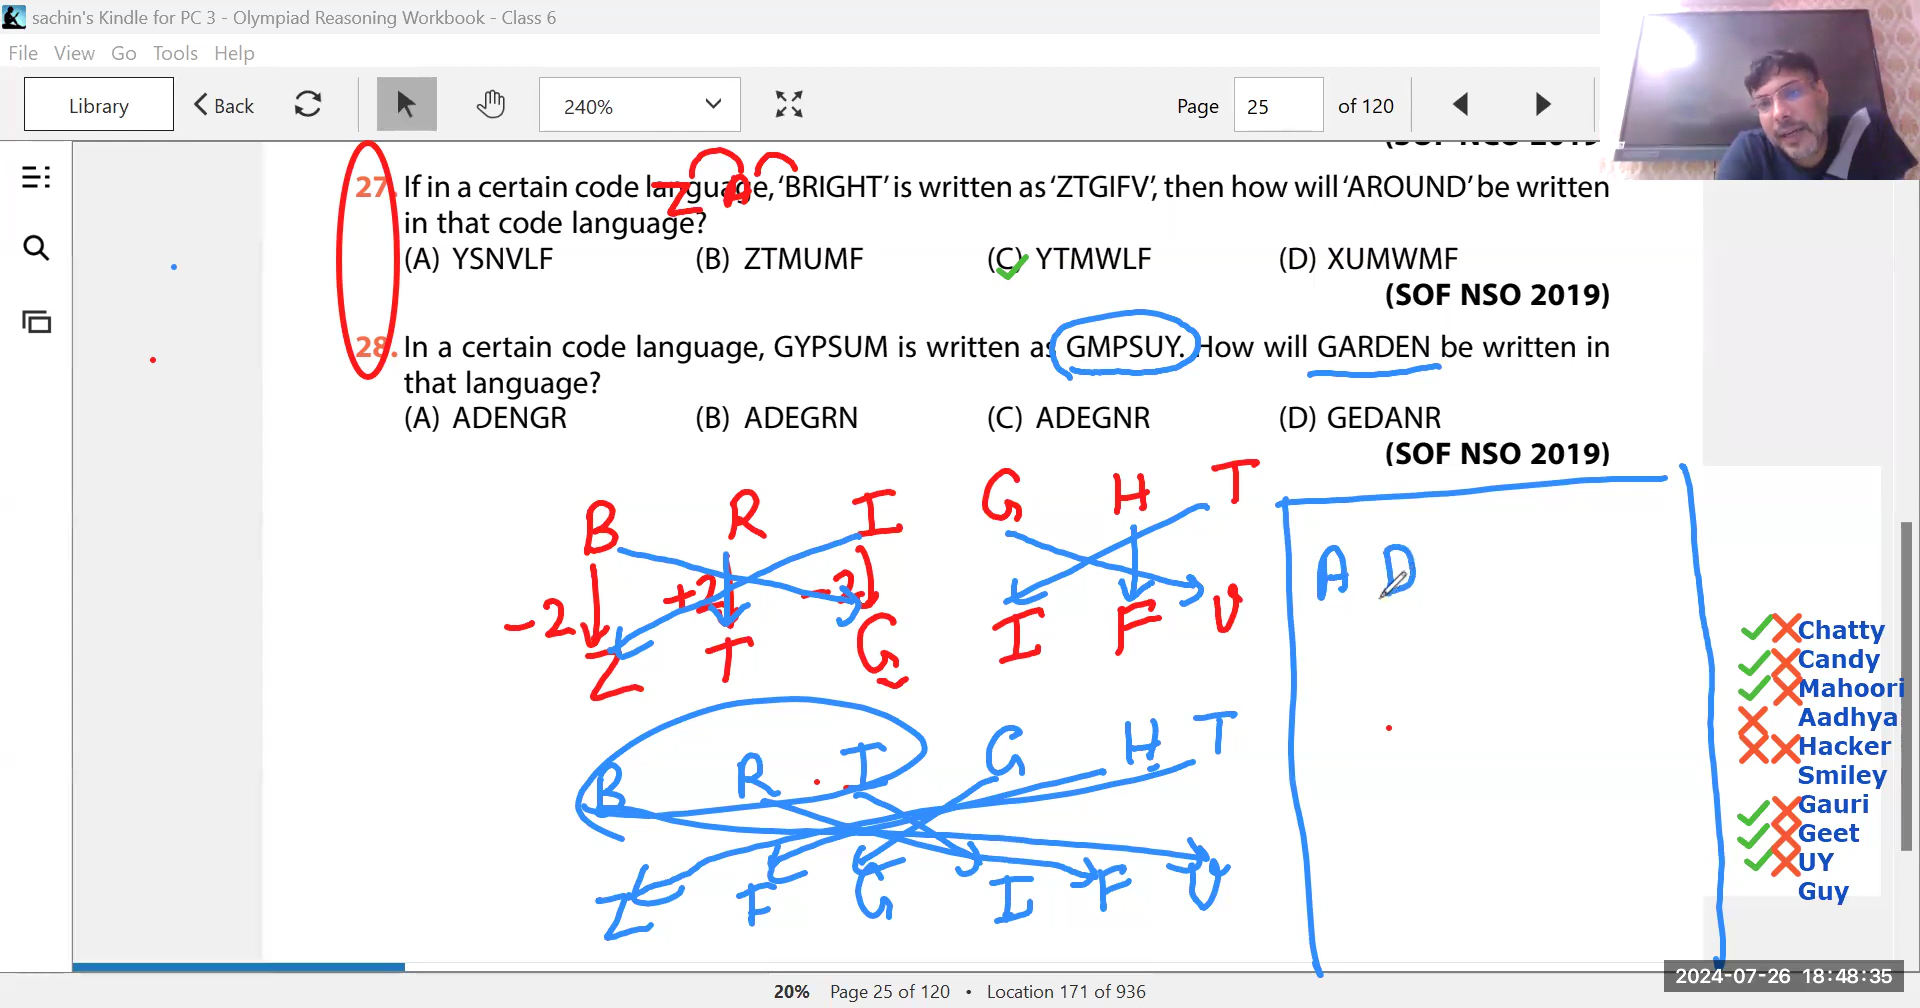 sachin's Kindle for PC 3 - Olympiad Reasoning Workbook - Class 6
File View Go Tools Help
Library Back 240% Page 25 of 120
27. If in a certain code language, 'BRIGHT' is written as 'ZTGIFV', then how will 'AROUND' be written
Z A
in that code language?
(A) YSNVLF (B) ZTMUMF (C) YTMWLF (D) XUMWMF
(SOF NSO 2019)
28. In a certain code language, GYPSUM is written as GMPSUY. How will GARDEN be written in
that language?
(A) ADENGR (B) ADEGRN (C) ADEGNR (D) GEDANR
(SOF NSO 2019)
B R I G H T
-2 +2 -2
Z T G I F V
B R I G H T
Z F G I F V
A D
Chatty
Candy
Mahoori
Aadhya
Hacker
Smiley
Gauri
Geet
UY
Guy
2024-07-26 18:48:35
20% Page 25 of 120 • Location 171 of 936